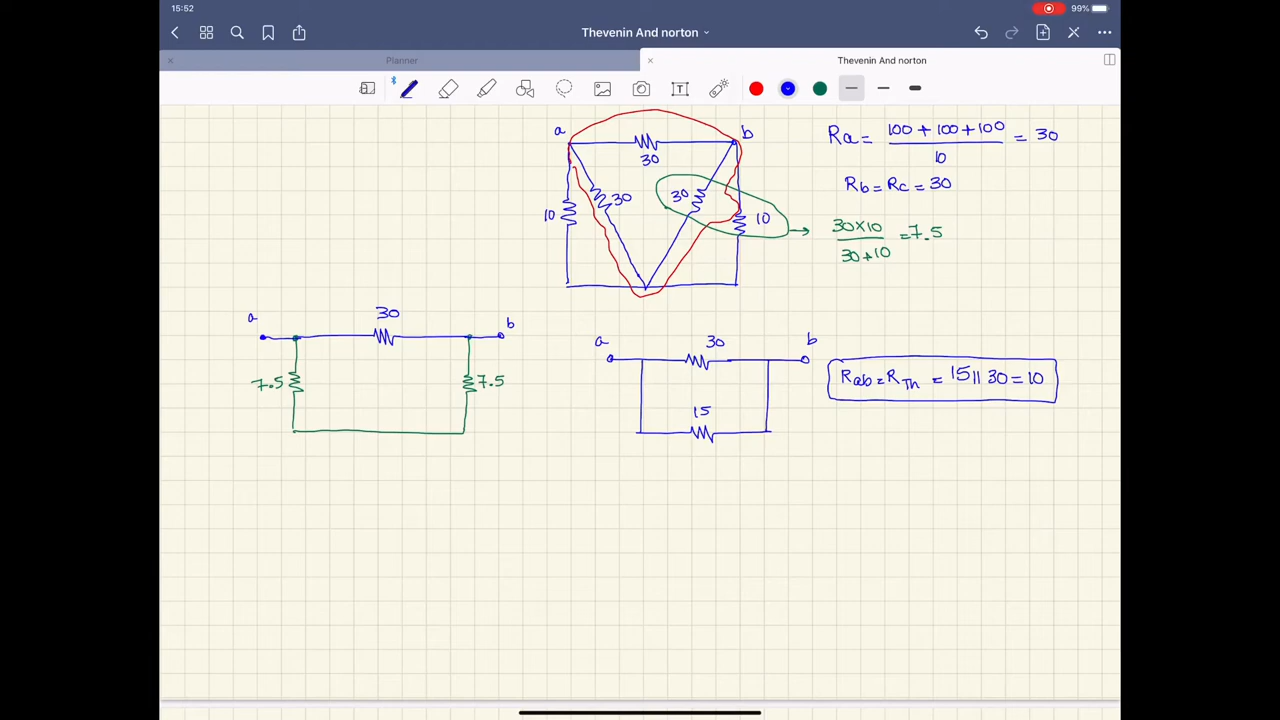 15:52
99%
Thevenin And norton
Planner
Thevenin And norton
T
a
b
30
30
30
10
10
Ra = 100 + 100 + 100 / 10 = 30
Rb = Rc = 30
30×10 / 30+10 = 7.5
a
30
b
7.5
7.5
a
30
b
15
Rab = RTh = 15 || 30 = 10